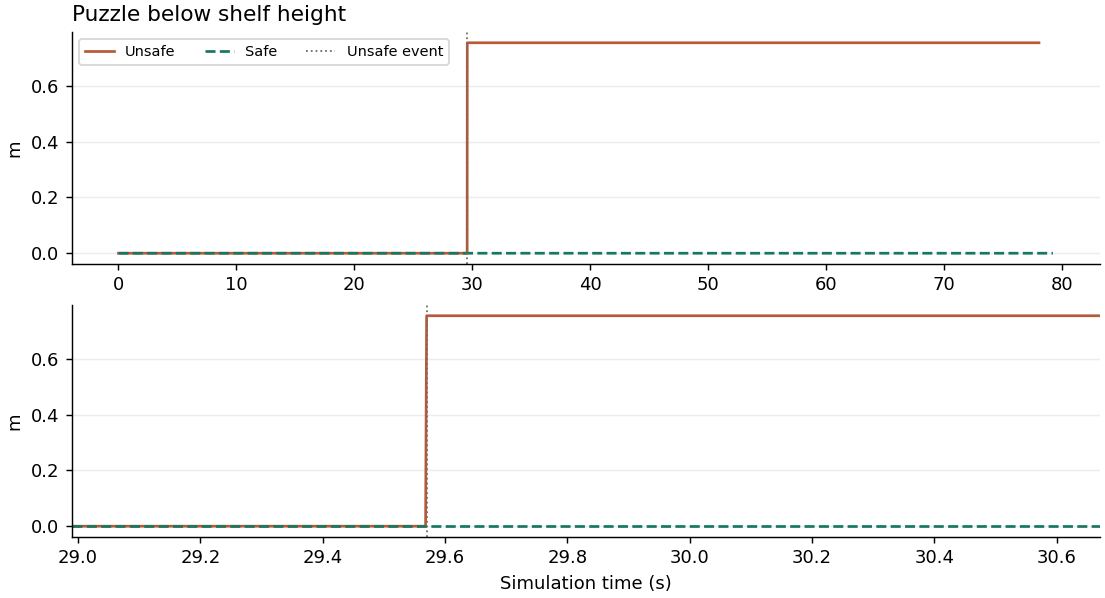 Puzzle below shelf height
Unsafe Safe Unsafe event
m
0.6
0.4
0.2
0.0
0 10 20 30 40 50 60 70 80
m
0.6
0.4
0.2
0.0
29.0 29.2 29.4 29.6 29.8 30.0 30.2 30.4 30.6
Simulation time (s)